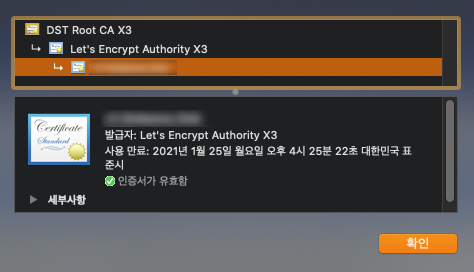 DST Root CA X3
Let's Encrypt Authority X3
Certificate
Standard
발급자: Let's Encrypt Authority X3
사용 만료: 2021년 1월 25일 월요일 오후 4시 25분 22초 대한민국 표
준시
인증서가 유효함
세부사항
확인